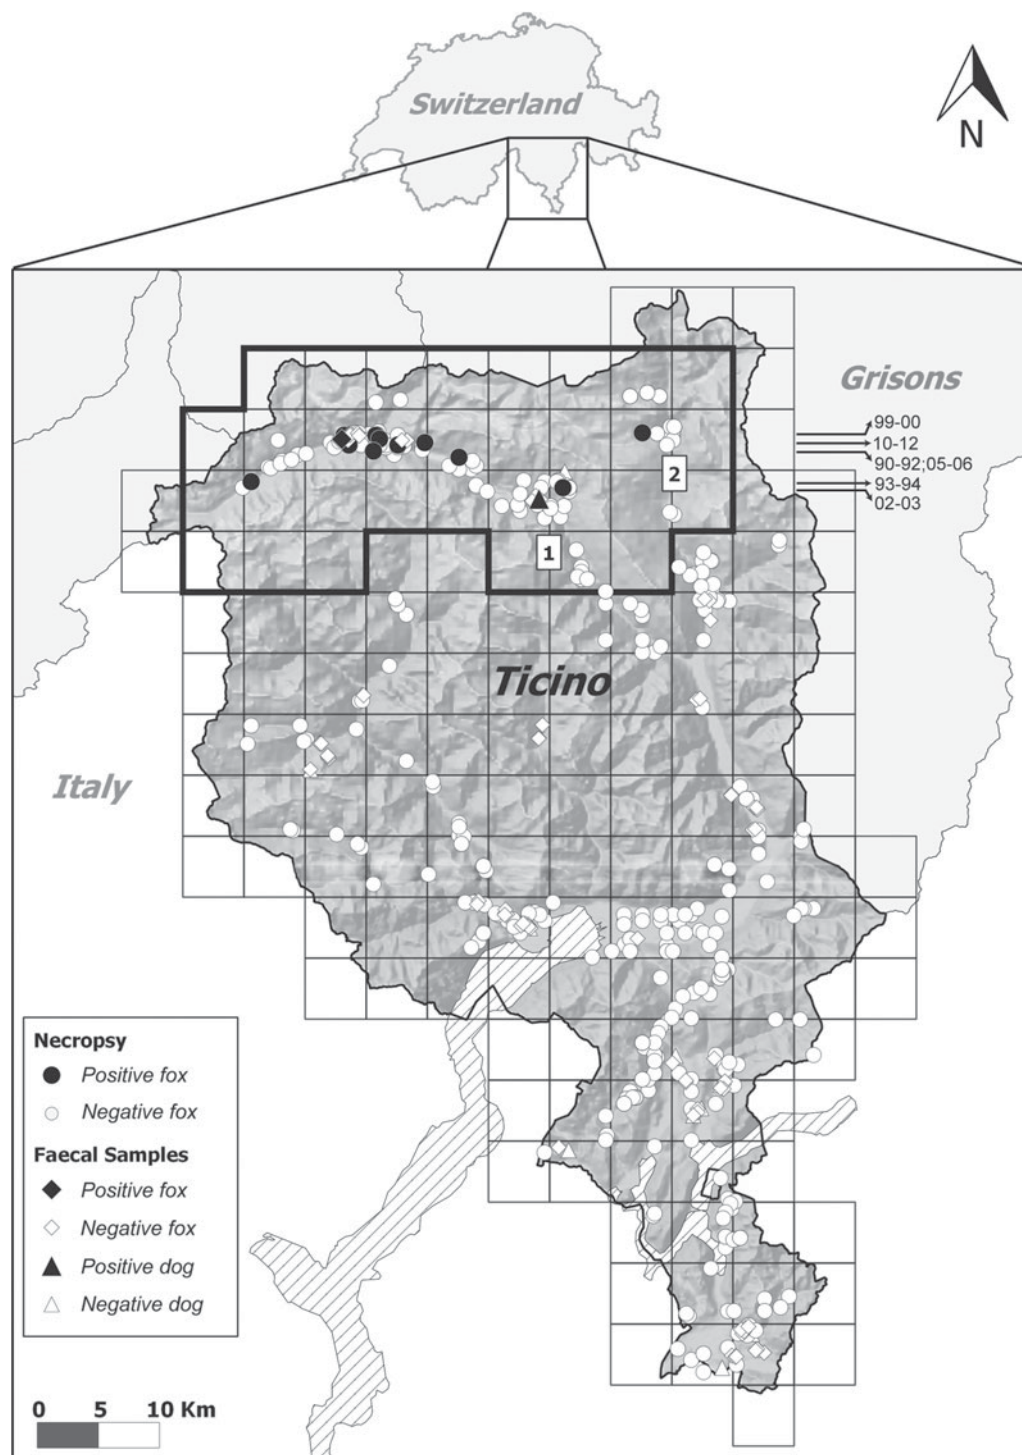 Switzerland
N
Grisons
99-00
10-12
90-92;05-06
93-94
02-03
2
1
Ticino
Italy
Necropsy
Positive fox
Negative fox
Faecal Samples
Positive fox
Negative fox
Positive dog
Negative dog
0 5 10 Km